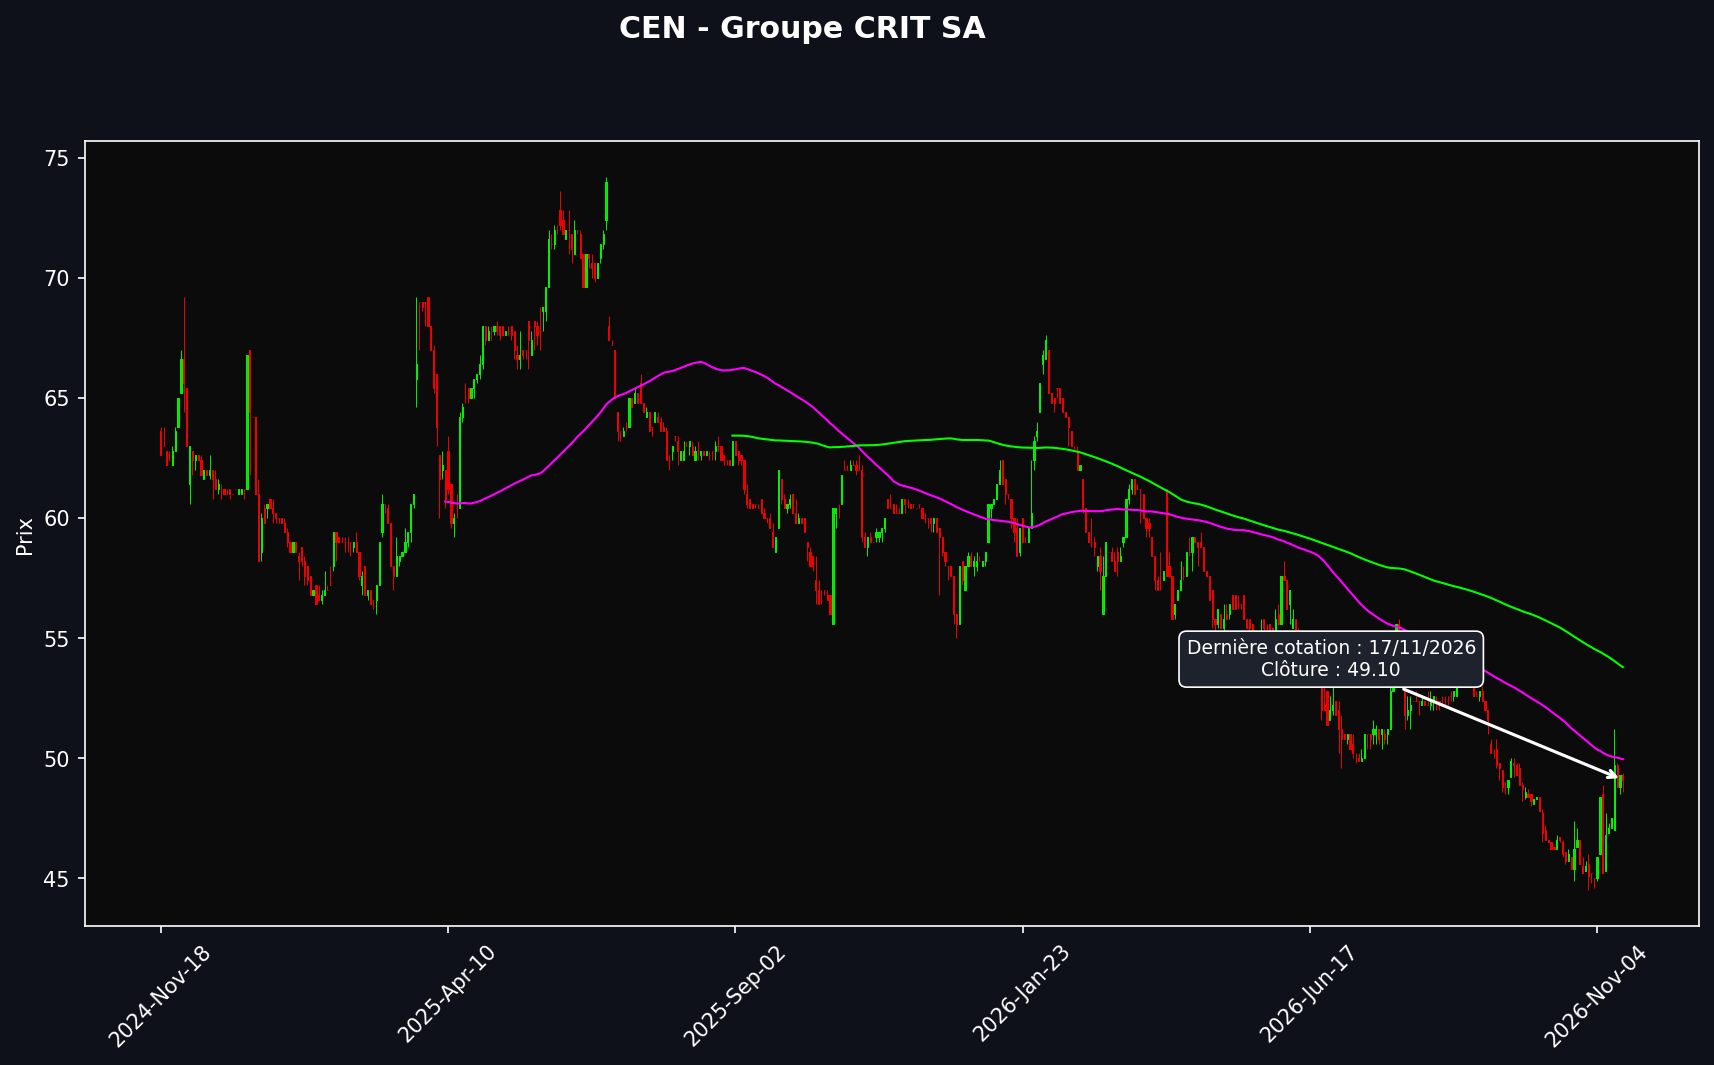 CEN - Groupe CRIT SA
75
70
65
60
55
50
45
Prix
Dernière cotation : 17/11/2026
Clôture : 49.10
2024-Nov-18
2025-Apr-10
2025-Sep-02
2026-Jan-23
2026-Jun-17
2026-Nov-04